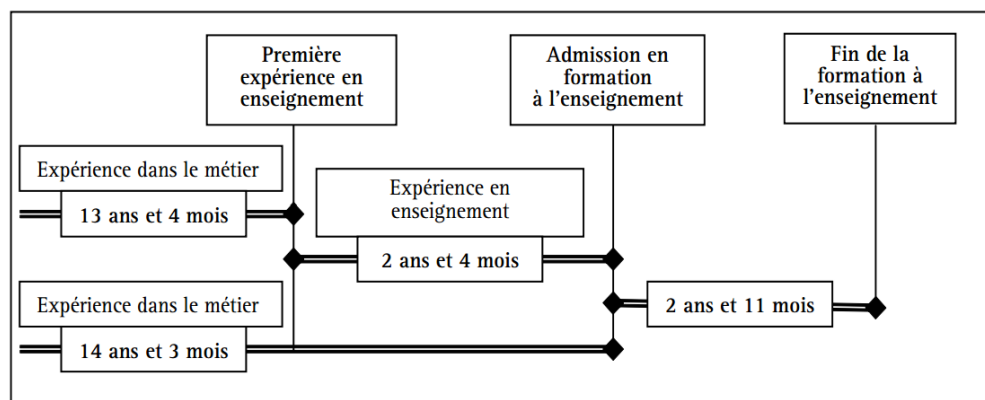 Première
expérience en
enseignement
Admission en
formation
à l'enseignement
Fin de la
formation à
l'enseignement
Expérience dans le métier
13 ans et 4 mois
Expérience en
enseignement
2 ans et 4 mois
Expérience dans le métier
2 ans et 11 mois
14 ans et 3 mois